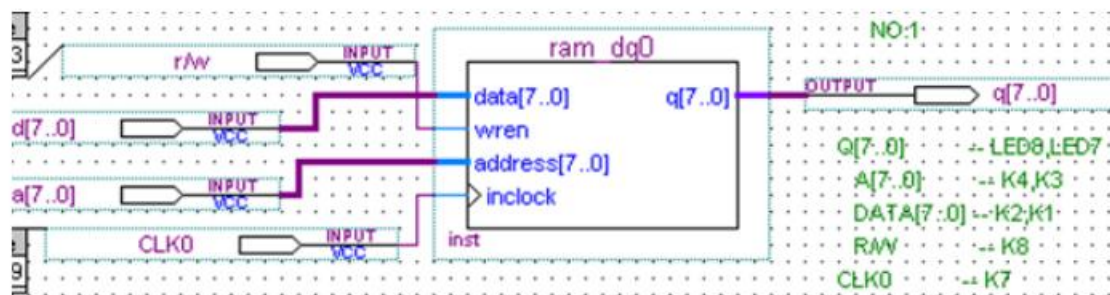 3
r/w
INPUT
VCC
ram_dq0
NO:1
d[7..0]
INPUT
VCC
data[7..0]
q[7..0]
OUTPUT
q[7..0]
wren
a[7..0]
INPUT
VCC
address[7..0]
inclock
CLK0
INPUT
VCC
inst
9
Q[7..0] -- LED8,LED7
A[7..0] -- K4,K3
DATA[7..0] -- K2,K1
R/W -- K8
CLK0 -- K7